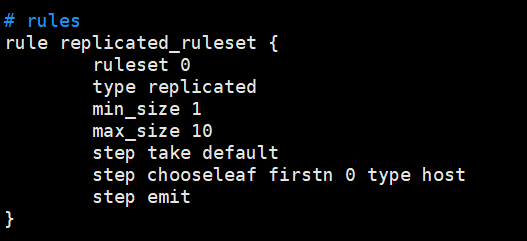 # rules
rule replicated_ruleset {
        ruleset 0
        type replicated
        min_size 1
        max_size 10
        step take default
        step chooseleaf firstn 0 type host
        step emit
}